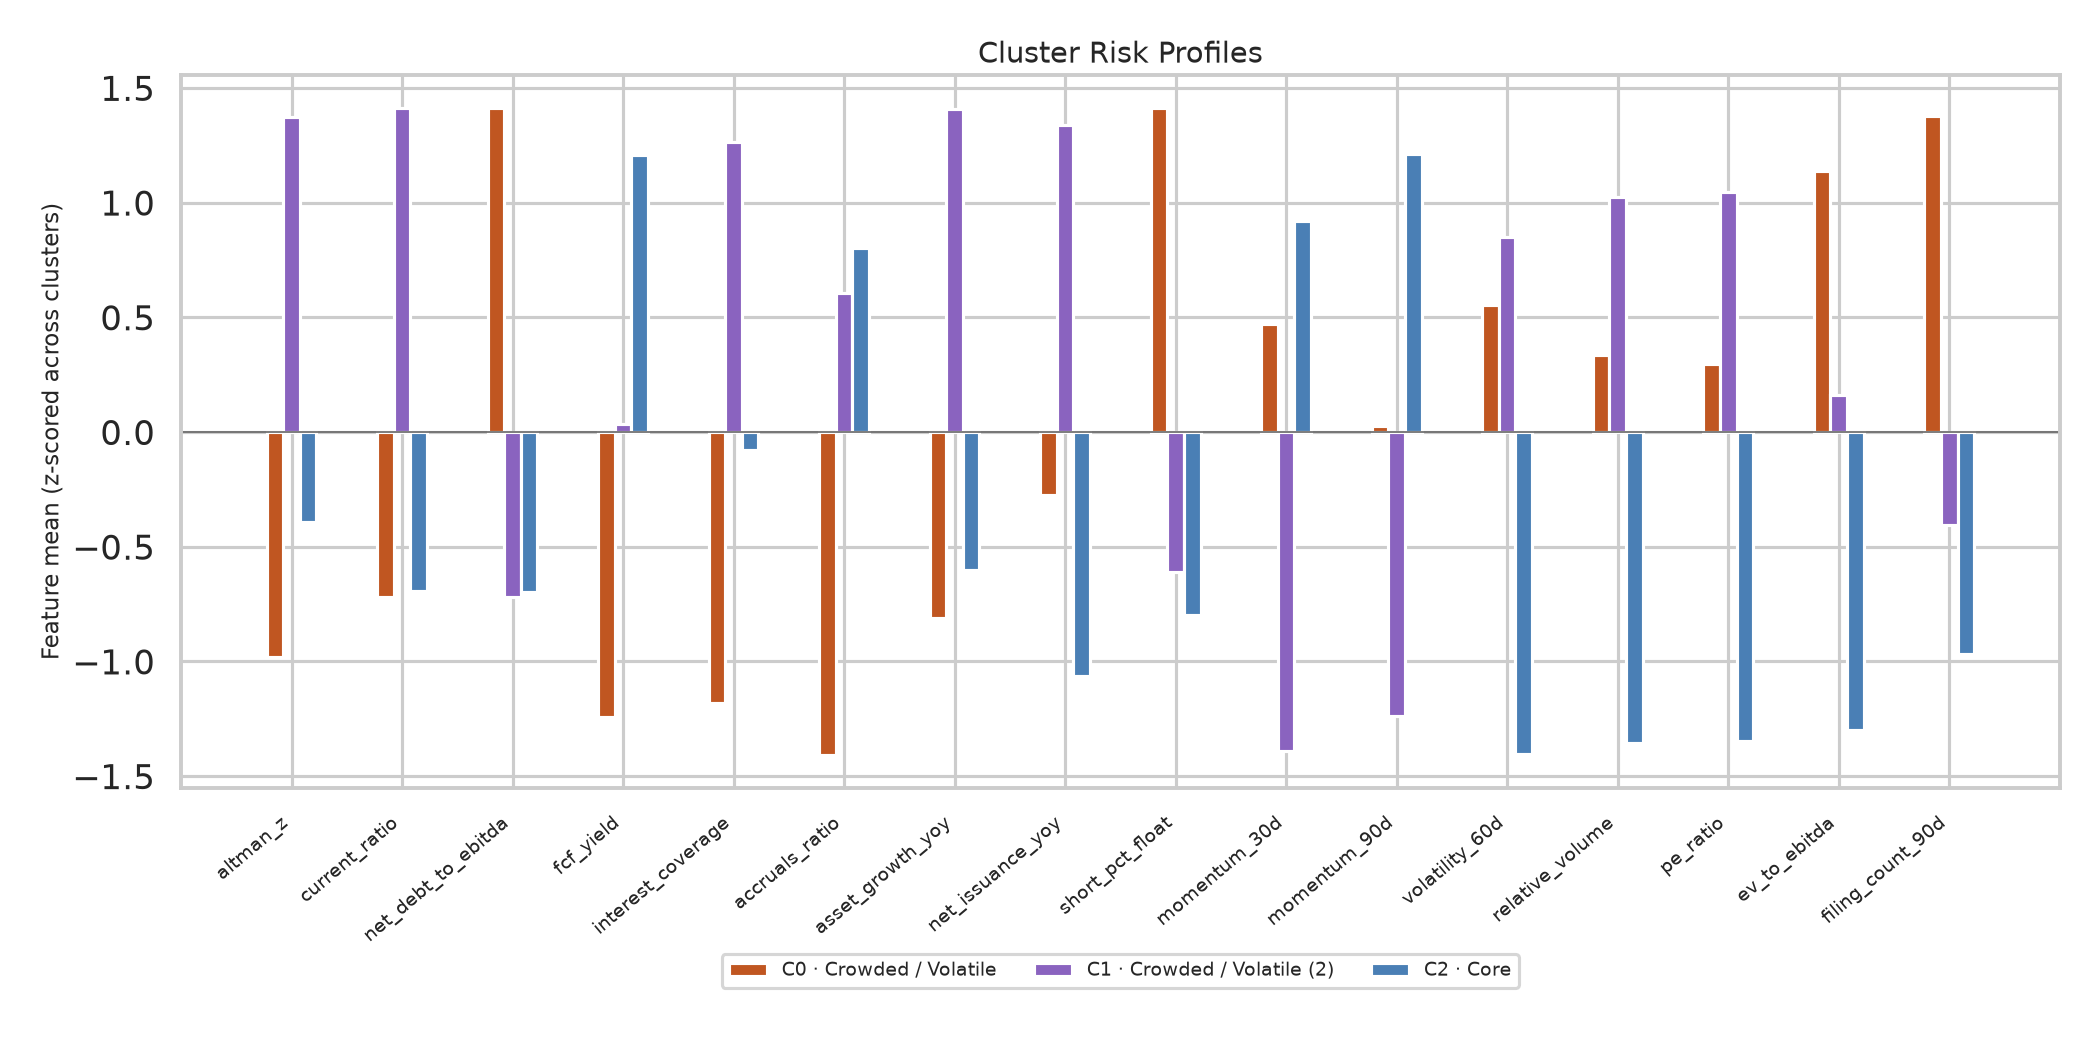 Cluster Risk Profiles
Feature mean (z-scored across clusters)
1.5
1.0
0.5
0.0
−0.5
−1.0
−1.5
altman_z
current_ratio
net_debt_to_ebitda
fcf_yield
interest_coverage
accruals_ratio
asset_growth_yoy
net_issuance_yoy
short_pct_float
momentum_30d
momentum_90d
volatility_60d
relative_volume
pe_ratio
ev_to_ebitda
filing_count_90d
C0 · Crowded / Volatile
C1 · Crowded / Volatile (2)
C2 · Core